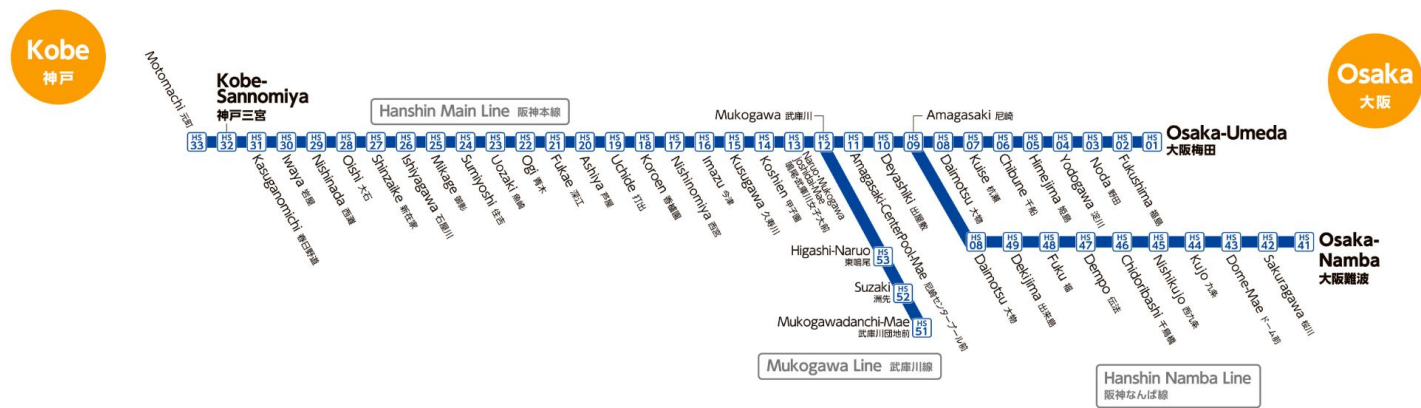 Kobe
神戸
Osaka
大阪
Hanshin Main Line 阪神本線
Motomachi 元町
HS 33
Kobe-
Sannomiya
神戸三宮
HS 32
Kasuganomichi 春日野道
HS 31
Iwaya 岩屋
HS 30
Nishinada 西灘
HS 29
Oishi 大石
HS 28
Shinzaike 新在家
HS 27
Ishiyagawa 石屋川
HS 26
Mikage 御影
HS 25
Sumiyoshi 住吉
HS 24
Uozaki 魚崎
HS 23
Ogi 青木
HS 22
Fukae 深江
HS 21
Ashiya 芦屋
HS 20
Uchide 打出
HS 19
Koroen 香櫨園
HS 18
Nishinomiya 西宮
HS 17
Imazu 今津
HS 16
Kusugawa 久寿川
HS 15
Koshien 甲子園
HS 14
Naruo-Mukogawa
Joshidai-Mae
鳴尾・武庫川女子大前
HS 13
Mukogawa 武庫川
HS 12
Amagasaki-CenterPool-Mae 尼崎センタープール前
HS 11
Deyashiki 出屋敷
HS 10
Amagasaki 尼崎
HS 09
Daimotsu 大物
HS 08
Kuise 杭瀬
HS 07
Chibune 千船
HS 06
Himejima 姫島
HS 05
Yodogawa 淀川
HS 04
Noda 野田
HS 03
Fukushima 福島
HS 02
HS 01
Osaka-Umeda
大阪梅田
Higashi-Naruo
東鳴尾
HS 53
Suzaki
洲先
HS 52
Mukogawadanchi-Mae
武庫川団地前
HS 51
Mukogawa Line 武庫川線
HS 08
Daimotsu 大物
HS 49
Dekijima 出来島
HS 48
Fuku 福
HS 47
Dempo 伝法
HS 46
Chidoribashi 千鳥橋
HS 45
Nishikujo 西九条
HS 44
Kujo 九条
HS 43
Dome-Mae ドーム前
HS 42
Sakuragawa 桜川
HS 41
Osaka-
Namba
大阪難波
Hanshin Namba Line
阪神なんば線